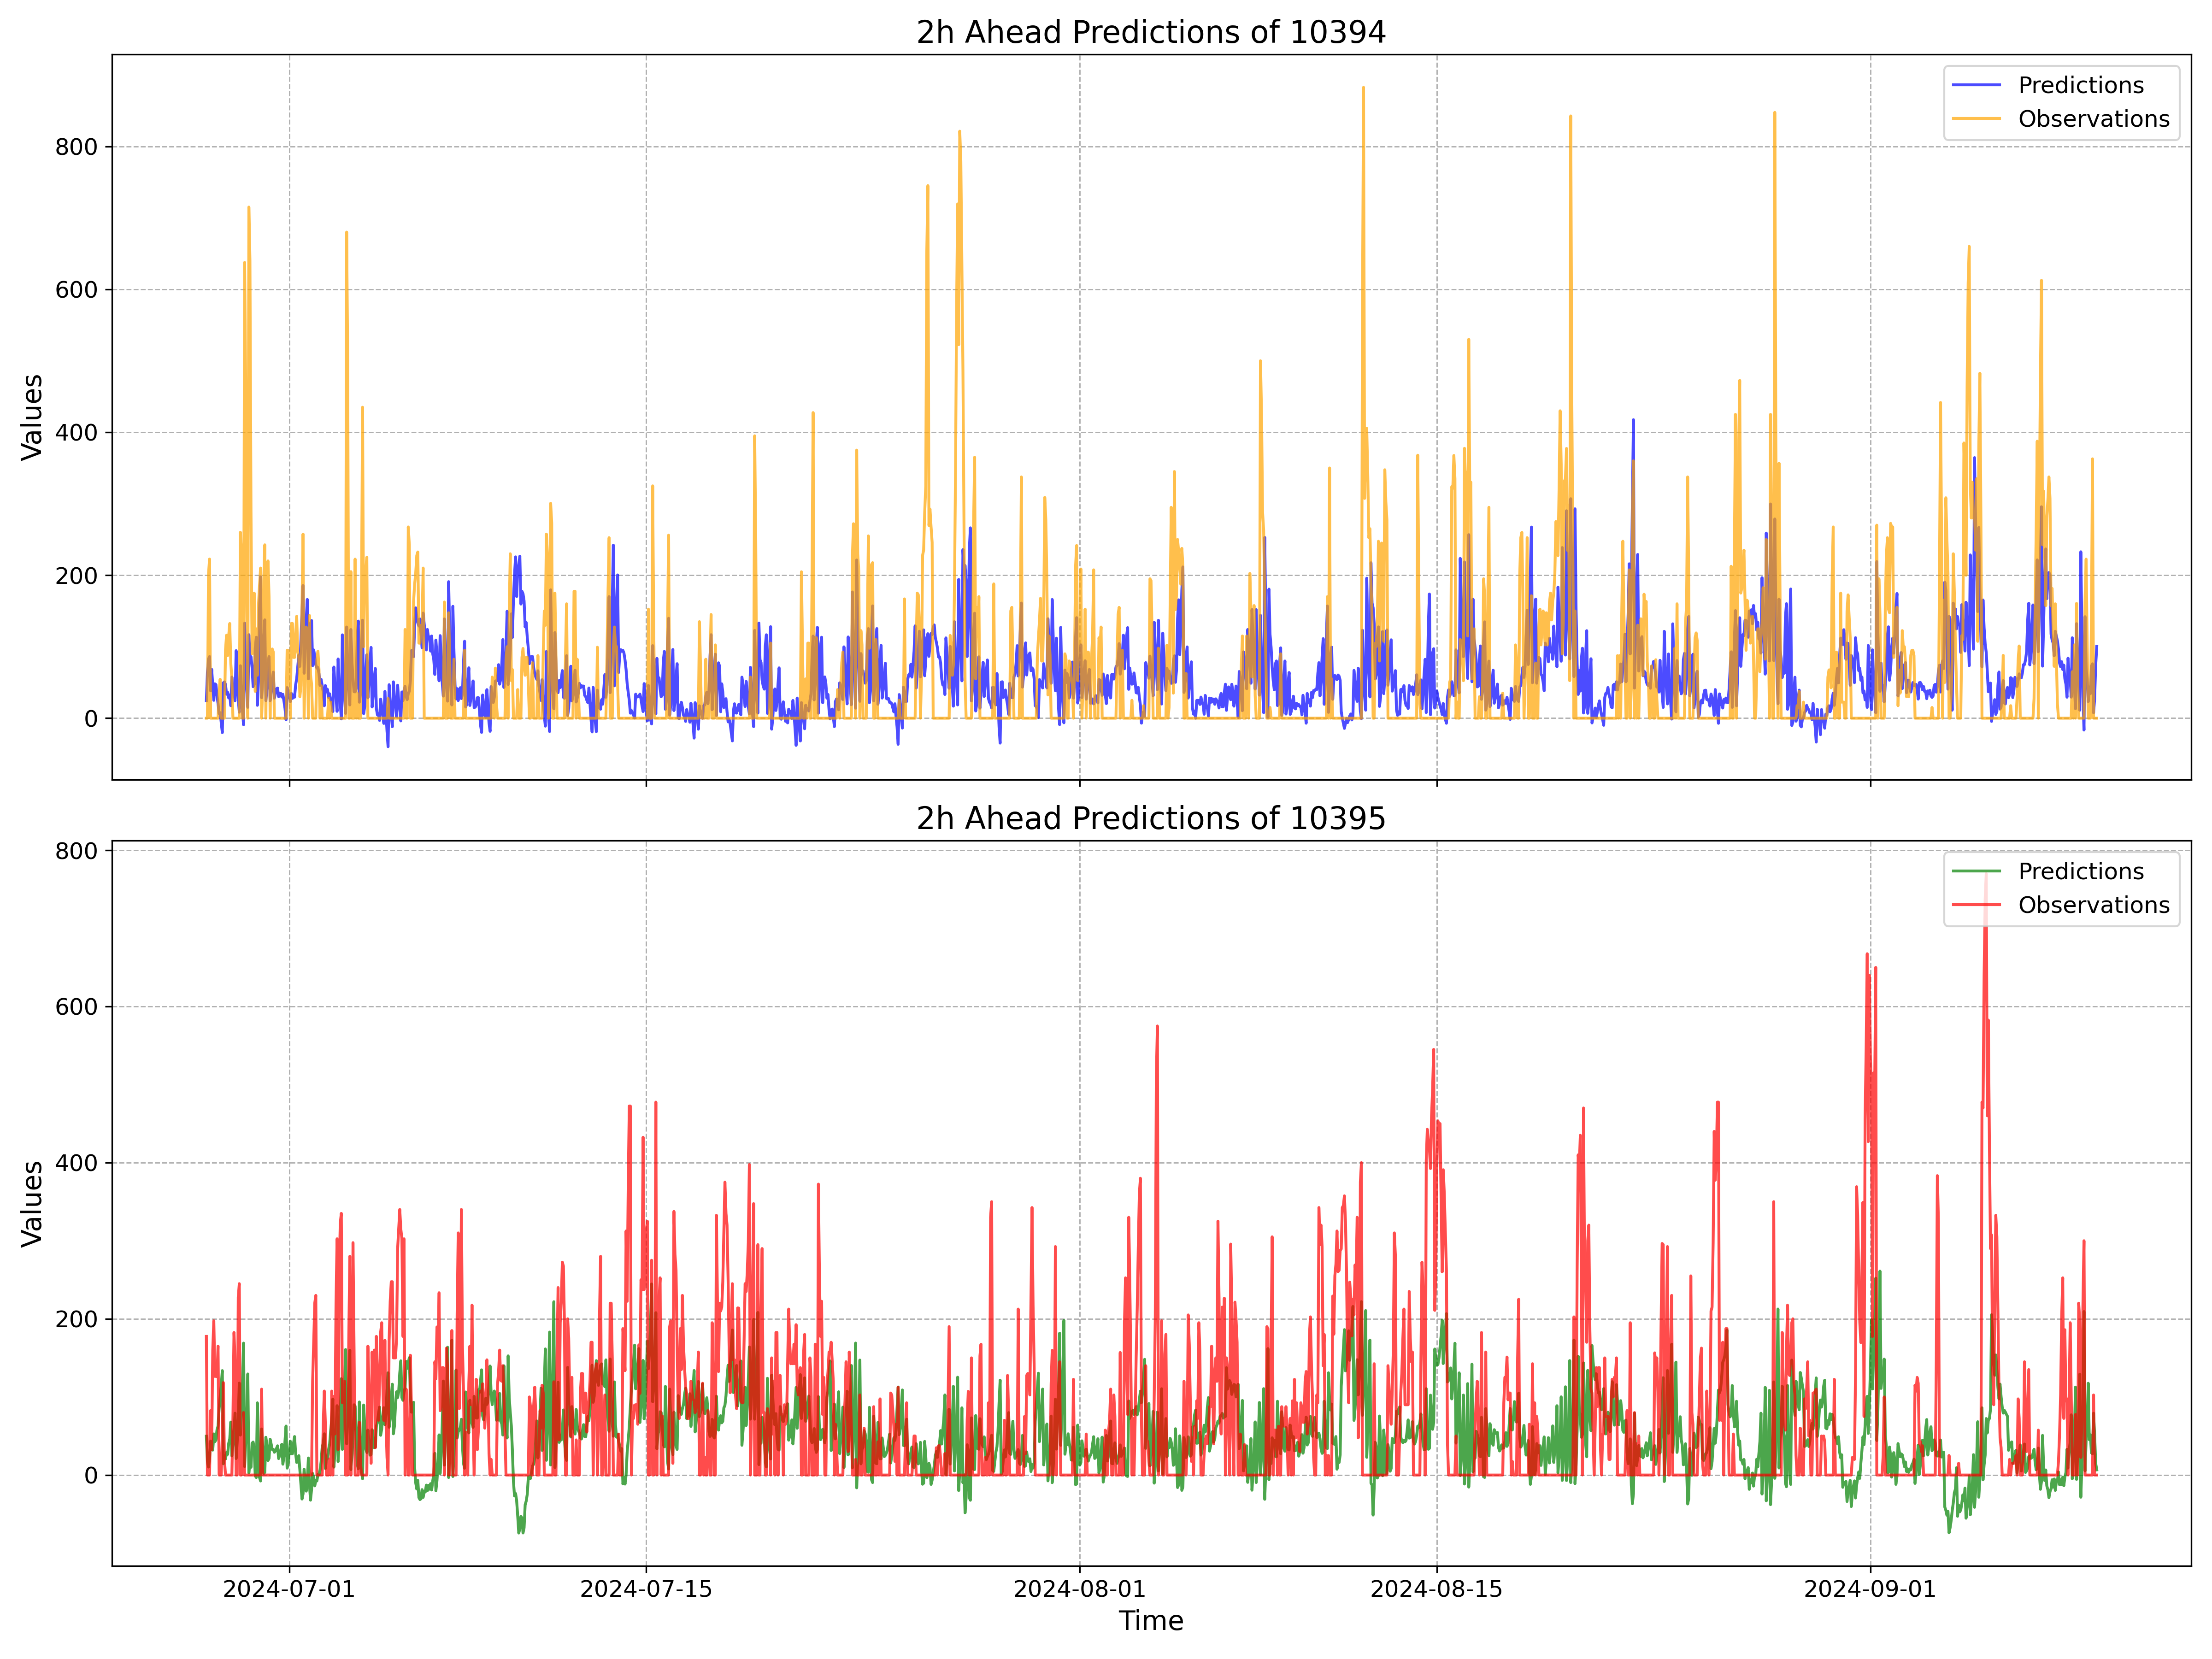 2h Ahead Predictions of 10394
Predictions
Observations
800
600
400
200
0
Values
2h Ahead Predictions of 10395
Predictions
Observations
800
600
400
200
0
Values
2024-07-01
2024-07-15
2024-08-01
2024-08-15
2024-09-01
Time